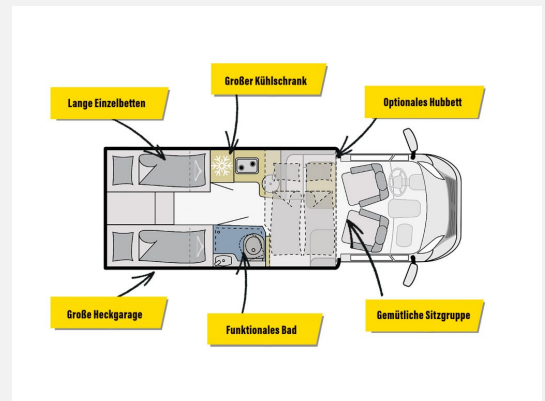 Großer Kühlschrank
Lange Einzelbetten
Optionales Hubbett
Große Heckgarage
Funktionales Bad
Gemütliche Sitzgruppe